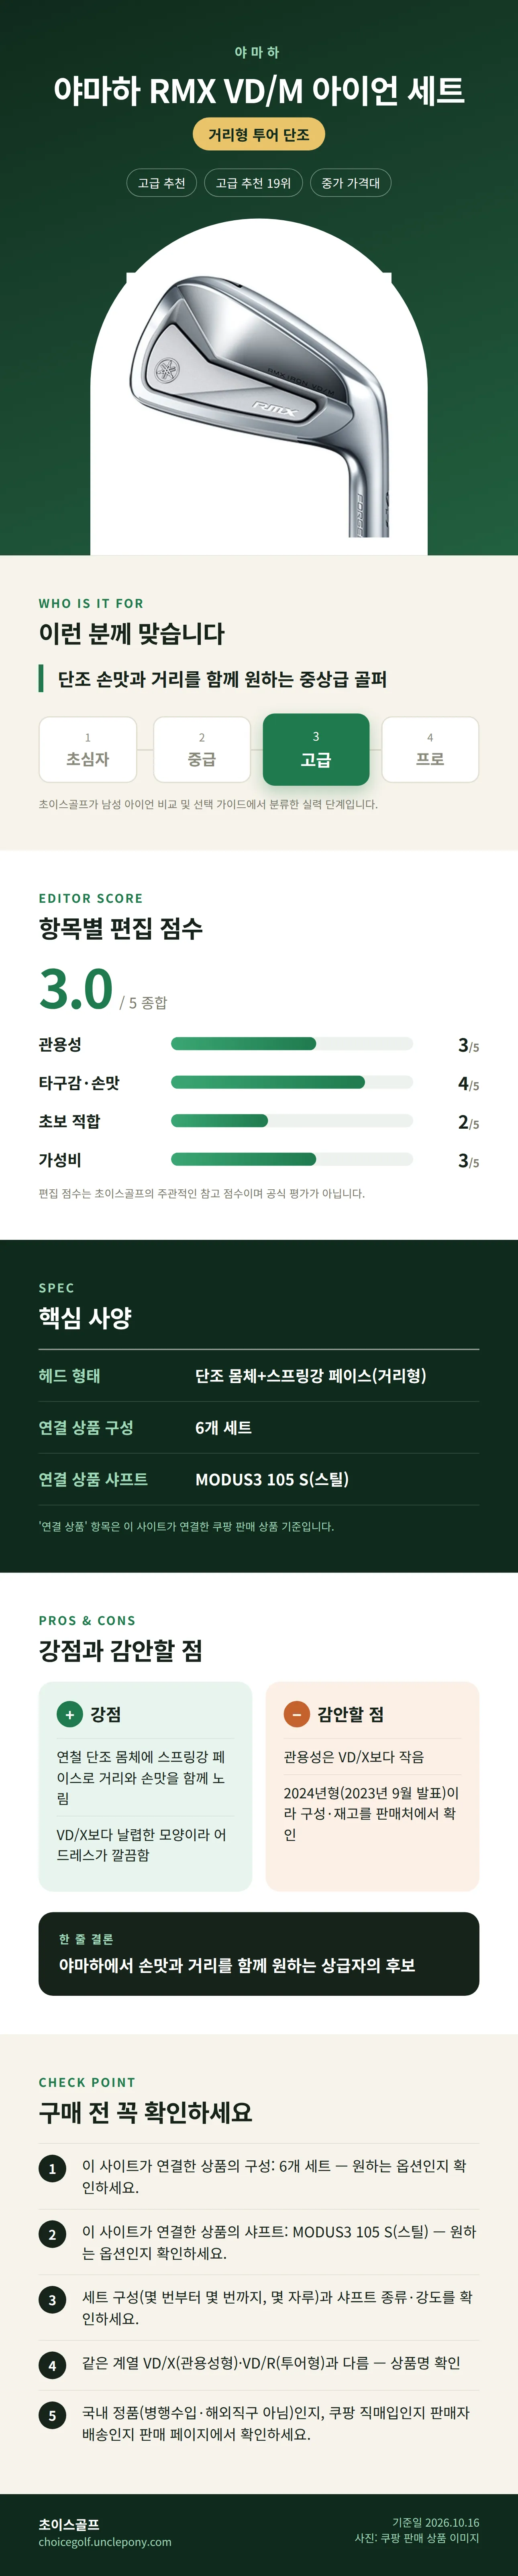 야마하
야마하 RMX VD/M 아이언 세트
거리형 투어 단조
고급 추천
고급 추천 19위
중가 가격대
RMX
WHO IS IT FOR
이런 분께 맞습니다
단조 손맛과 거리를 함께 원하는 중상급 골퍼
1
초심자
2
중급
3
고급
4
프로
초이스골프가 남성 아이언 비교 및 선택 가이드에서 분류한 실력 단계입니다.
EDITOR SCORE
항목별 편집 점수
3.0 / 5 종합
관용성 3/5
타구감·손맛 4/5
초보 적합 2/5
가성비 3/5
편집 점수는 초이스골프의 주관적인 참고 점수이며 공식 평가가 아닙니다.
SPEC
핵심 사양
헤드 형태 단조 몸체+스프링강 페이스(거리형)
연결 상품 구성 6개 세트
연결 상품 샤프트 MODUS3 105 S(스틸)
'연결 상품' 항목은 이 사이트가 연결한 쿠팡 판매 상품 기준입니다.
PROS & CONS
강점과 감안할 점
+ 강점
연철 단조 몸체에 스프링강 페
이스로 거리와 손맛을 함께 노
림
VD/X보다 날렵한 모양이라 어
드레스가 깔끔함
− 감안할 점
관용성은 VD/X보다 작음
2024년형(2023년 9월 발표)이
라 구성·재고를 판매처에서 확
인
한 줄 결론
야마하에서 손맛과 거리를 함께 원하는 상급자의 후보
CHECK POINT
구매 전 꼭 확인하세요
1 이 사이트가 연결한 상품의 구성: 6개 세트 — 원하는 옵션인지 확
인하세요.
2 이 사이트가 연결한 상품의 샤프트: MODUS3 105 S(스틸) — 원하
는 옵션인지 확인하세요.
3 세트 구성(몇 번부터 몇 번까지, 몇 자루)과 샤프트 종류·강도를 확
인하세요.
4 같은 계열 VD/X(관용성형)·VD/R(투어형)과 다름 — 상품명 확인
5 국내 정품(병행수입·해외직구 아님)인지, 쿠팡 직매입인지 판매자
배송인지 판매 페이지에서 확인하세요.
초이스골프
choicegolf.unclepony.com
기준일 2026.10.16
사진: 쿠팡 판매 상품 이미지